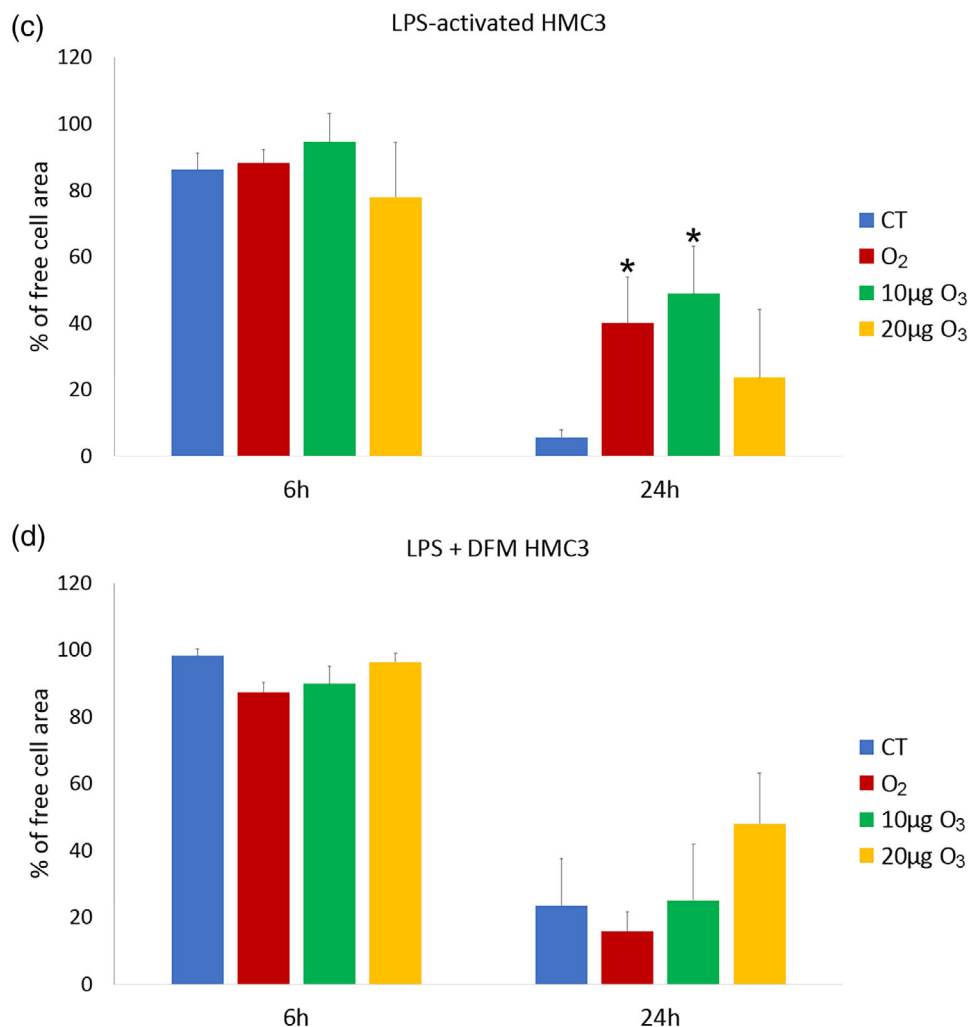 (c)
LPS-activated HMC3
120
100
80
60
40
20
0
% of free cell area
*
*
6h
24h
CT
O₂
10µg O₃
20µg O₃
(d)
LPS + DFM HMC3
120
100
80
60
40
20
0
% of free cell area
6h
24h
CT
O₂
10µg O₃
20µg O₃